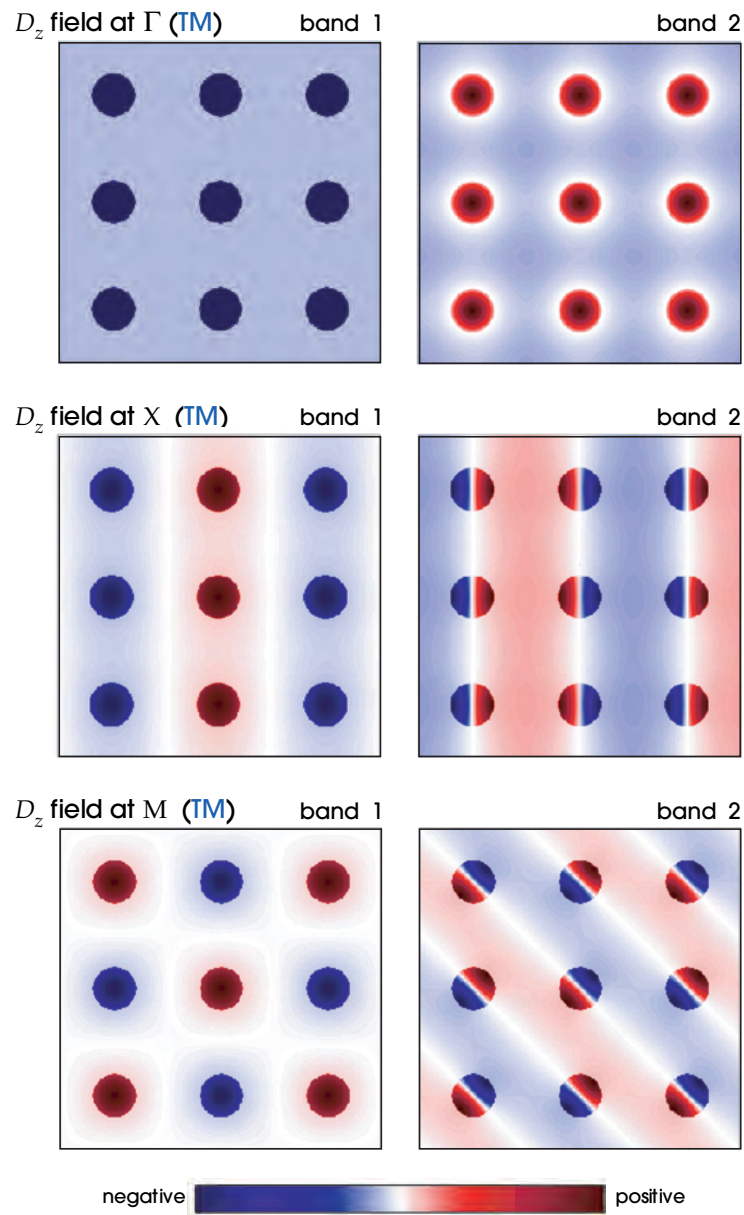 D_z field at Γ (TM) band 1 band 2
D_z field at X (TM) band 1 band 2
D_z field at M (TM) band 1 band 2
negative positive